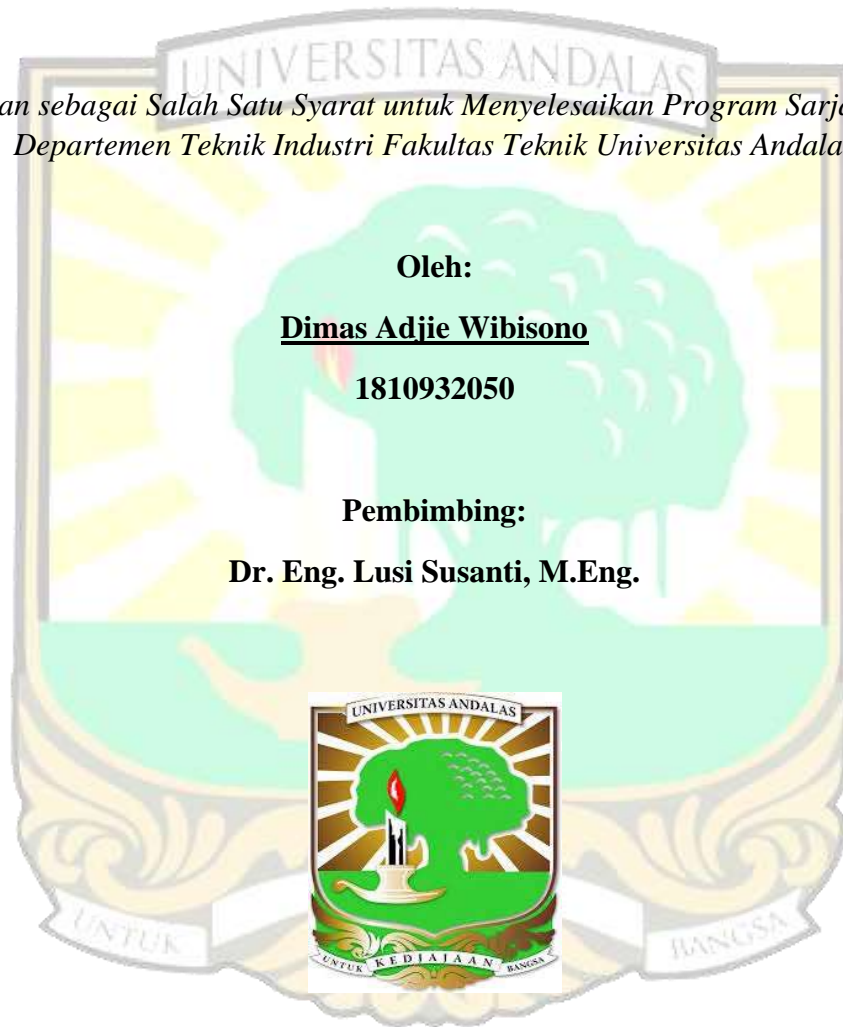 UNIVERSITAS ANDALAS
an sebagai Salah Satu Syarat untuk Menyelesaikan Program Sarj
Departemen Teknik Industri Fakultas Teknik Universitas Andala
Oleh:
Dimas Adjie Wibisono
1810932050
Pembimbing:
Dr. Eng. Lusi Susanti, M.Eng.
UNIVERSITAS ANDALAS
UNTUK KEDJAJAAN BANGSA
UNTUK BANGSA